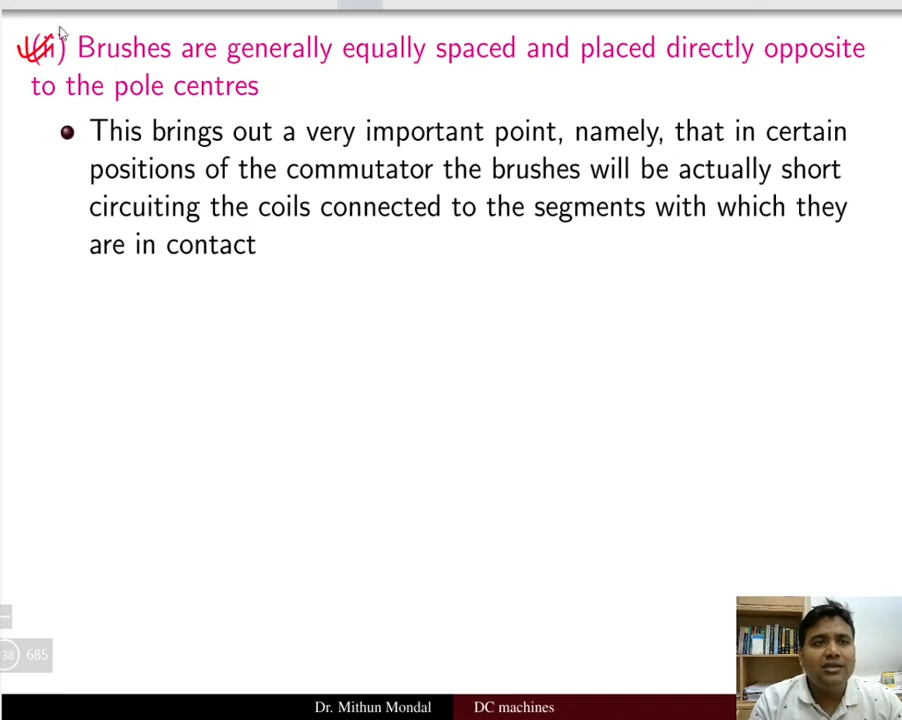 Brushes are generally equally spaced and placed directly opposite
to the pole centres
This brings out a very important point, namely, that in certain
positions of the commutator the brushes will be actually short
circuiting the coils connected to the segments with which they
are in contact
38 685
Dr. Mithun Mondal DC machines